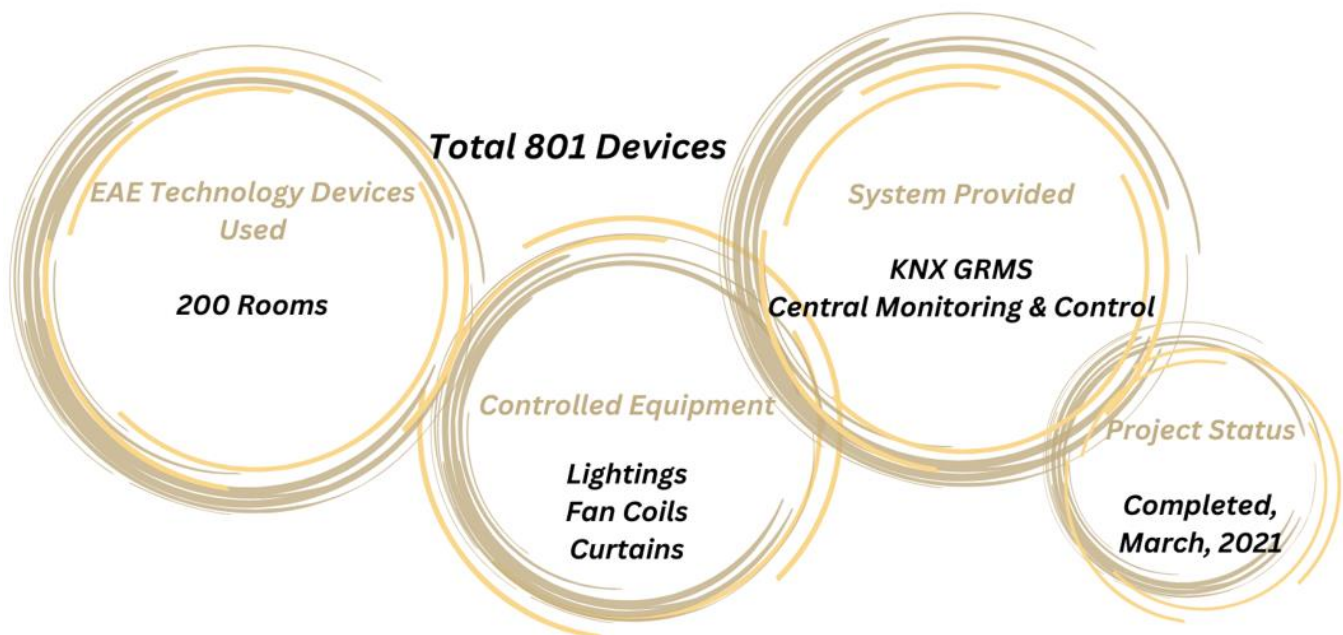 Total 801 Devices
EAE Technology Devices
Used
200 Rooms
Controlled Equipment
Lightings
Fan Coils
Curtains
System Provided
KNX GRMS
Central Monitoring & Control
Project Status
Completed,
March, 2021